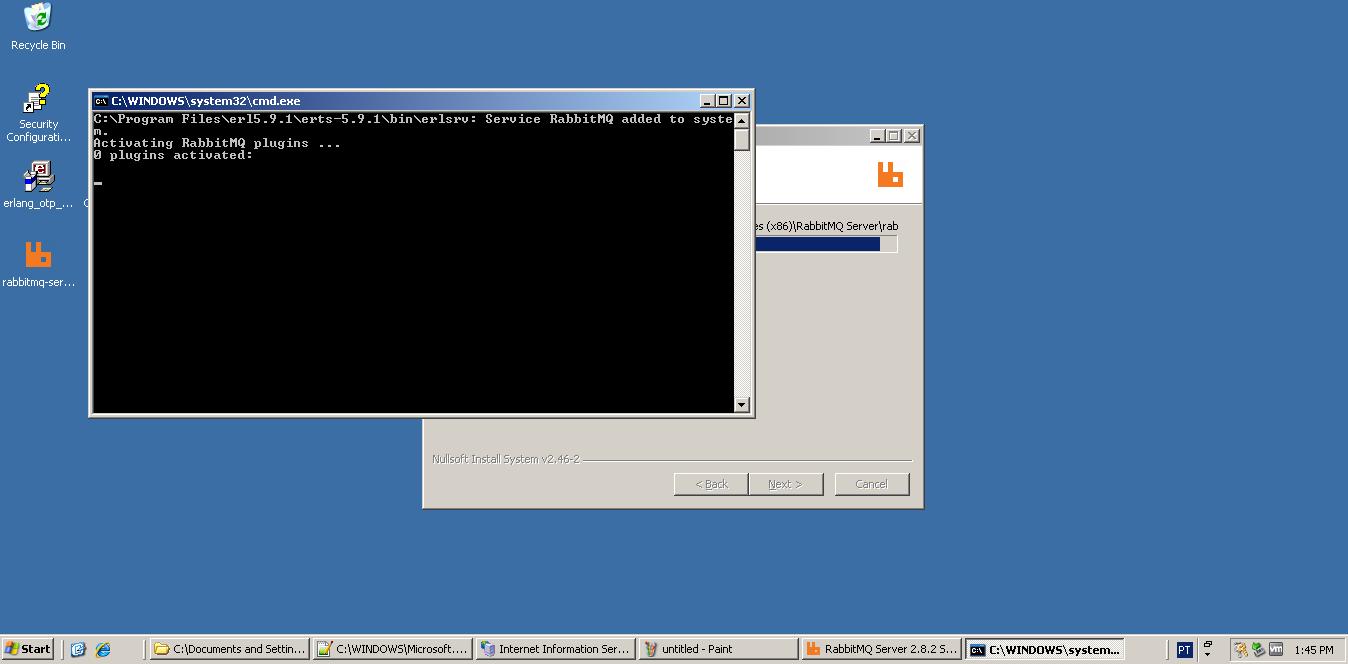 Recycle Bin
Security
Configurati...
erlang_otp_...
rabbitmq-ser...
C:\WINDOWS\system32\cmd.exe
C:\Program Files\erl5.9.1\erts-5.9.1\bin\erlsrv: Service RabbitMQ added to syste
m.
Activating RabbitMQ plugins ...
0 plugins activated:
es (x86)\RabbitMQ Server\rab
Nullsoft Install System v2.46-2
< Back
Next >
Cancel
Start
C:\Documents and Settin...
C:\WINDOWS\Microsoft....
Internet Information Ser...
untitled - Paint
RabbitMQ Server 2.8.2 S...
C:\WINDOWS\system...
PT
1:45 PM